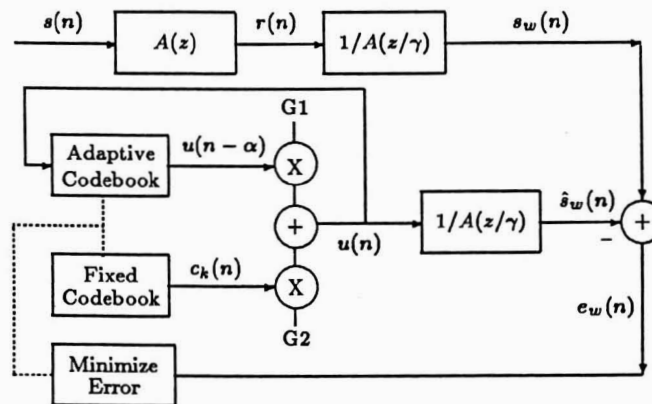 s(n)
A(z)
r(n)
1/A(z/γ)
s_w(n)
G1
Adaptive
Codebook
u(n − α)
X
+
u(n)
1/A(z/γ)
ŝ_w(n)
+
−
Fixed
Codebook
c_k(n)
X
G2
e_w(n)
Minimize
Error